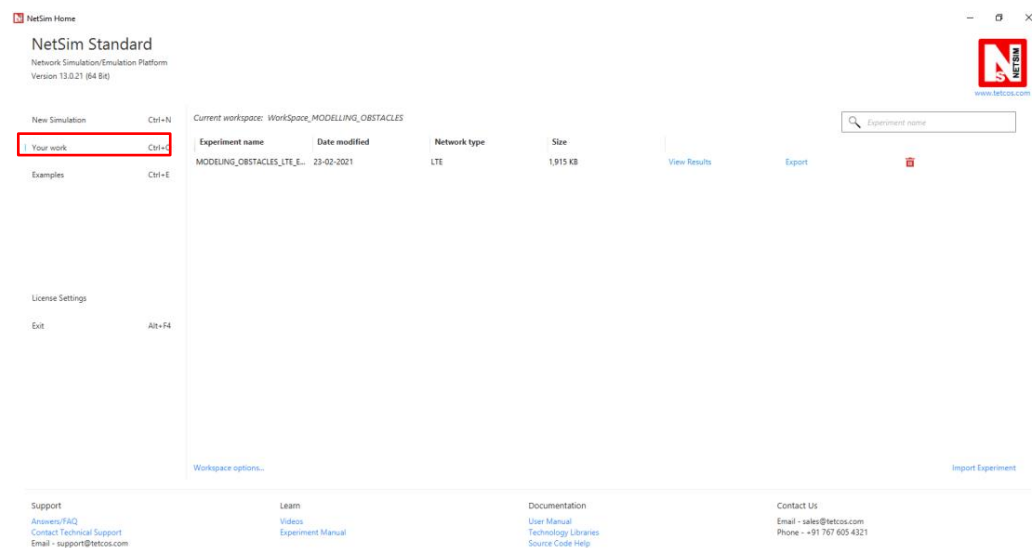 NetSim Home
NetSim Standard
Network Simulation/Emulation Platform
Version 13.0.21 (64 Bit)
NETSIM
www.tetcos.com
New Simulation Ctrl+N
Your work Ctrl+O
Examples Ctrl+E
License Settings
Exit Alt+F4
Current workspace: WorkSpace_MODELLING_OBSTACLES
Experiment name
Experiment name Date modified Network type Size
MODELING_OBSTACLES_LTE_E... 23-02-2021 LTE 1,915 KB View Results Export
Workspace options... Import Experiment
Support
Answers/FAQ
Contact Technical Support
Email - support@tetcos.com
Learn
Videos
Experiment Manual
Documentation
User Manual
Technology Libraries
Source Code Help
Contact Us
Email - sales@tetcos.com
Phone - +91 767 605 4321